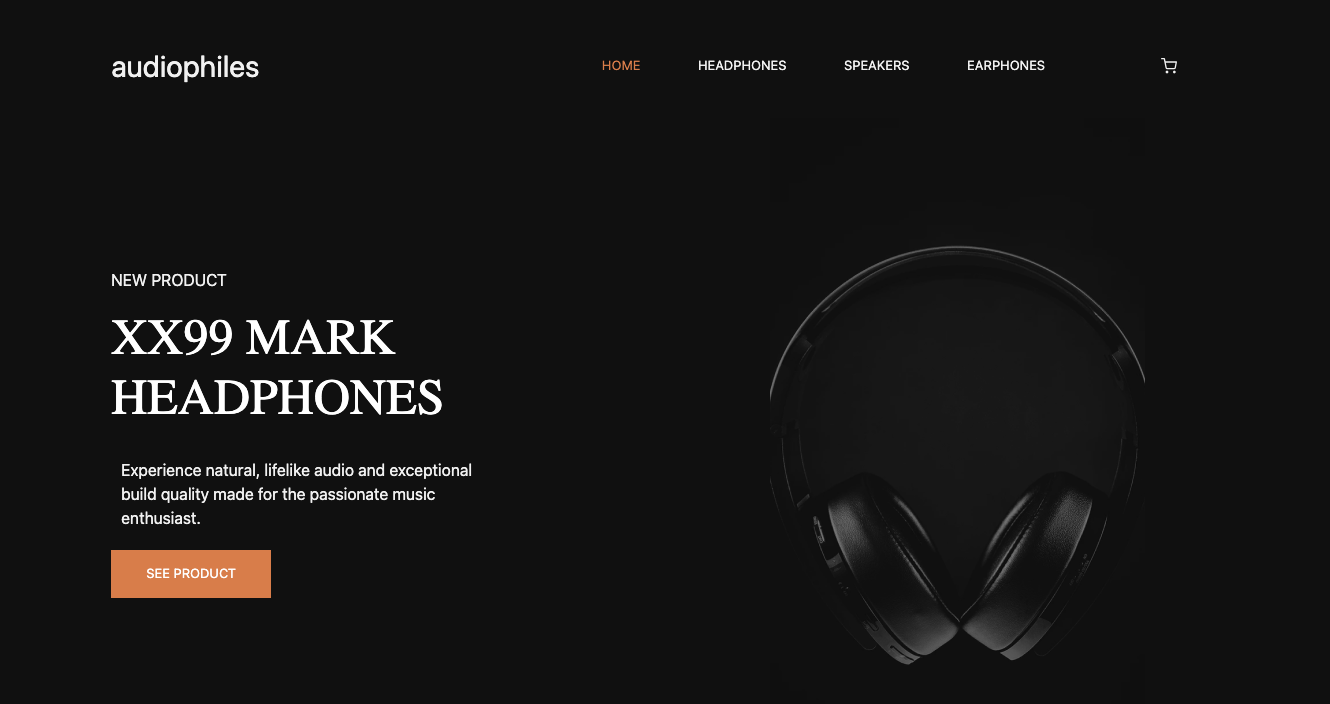 audiophiles
HOME HEADPHONES SPEAKERS EARPHONES
NEW PRODUCT
XX99 MARK
HEADPHONES
Experience natural, lifelike audio and exceptional
build quality made for the passionate music
enthusiast.
SEE PRODUCT